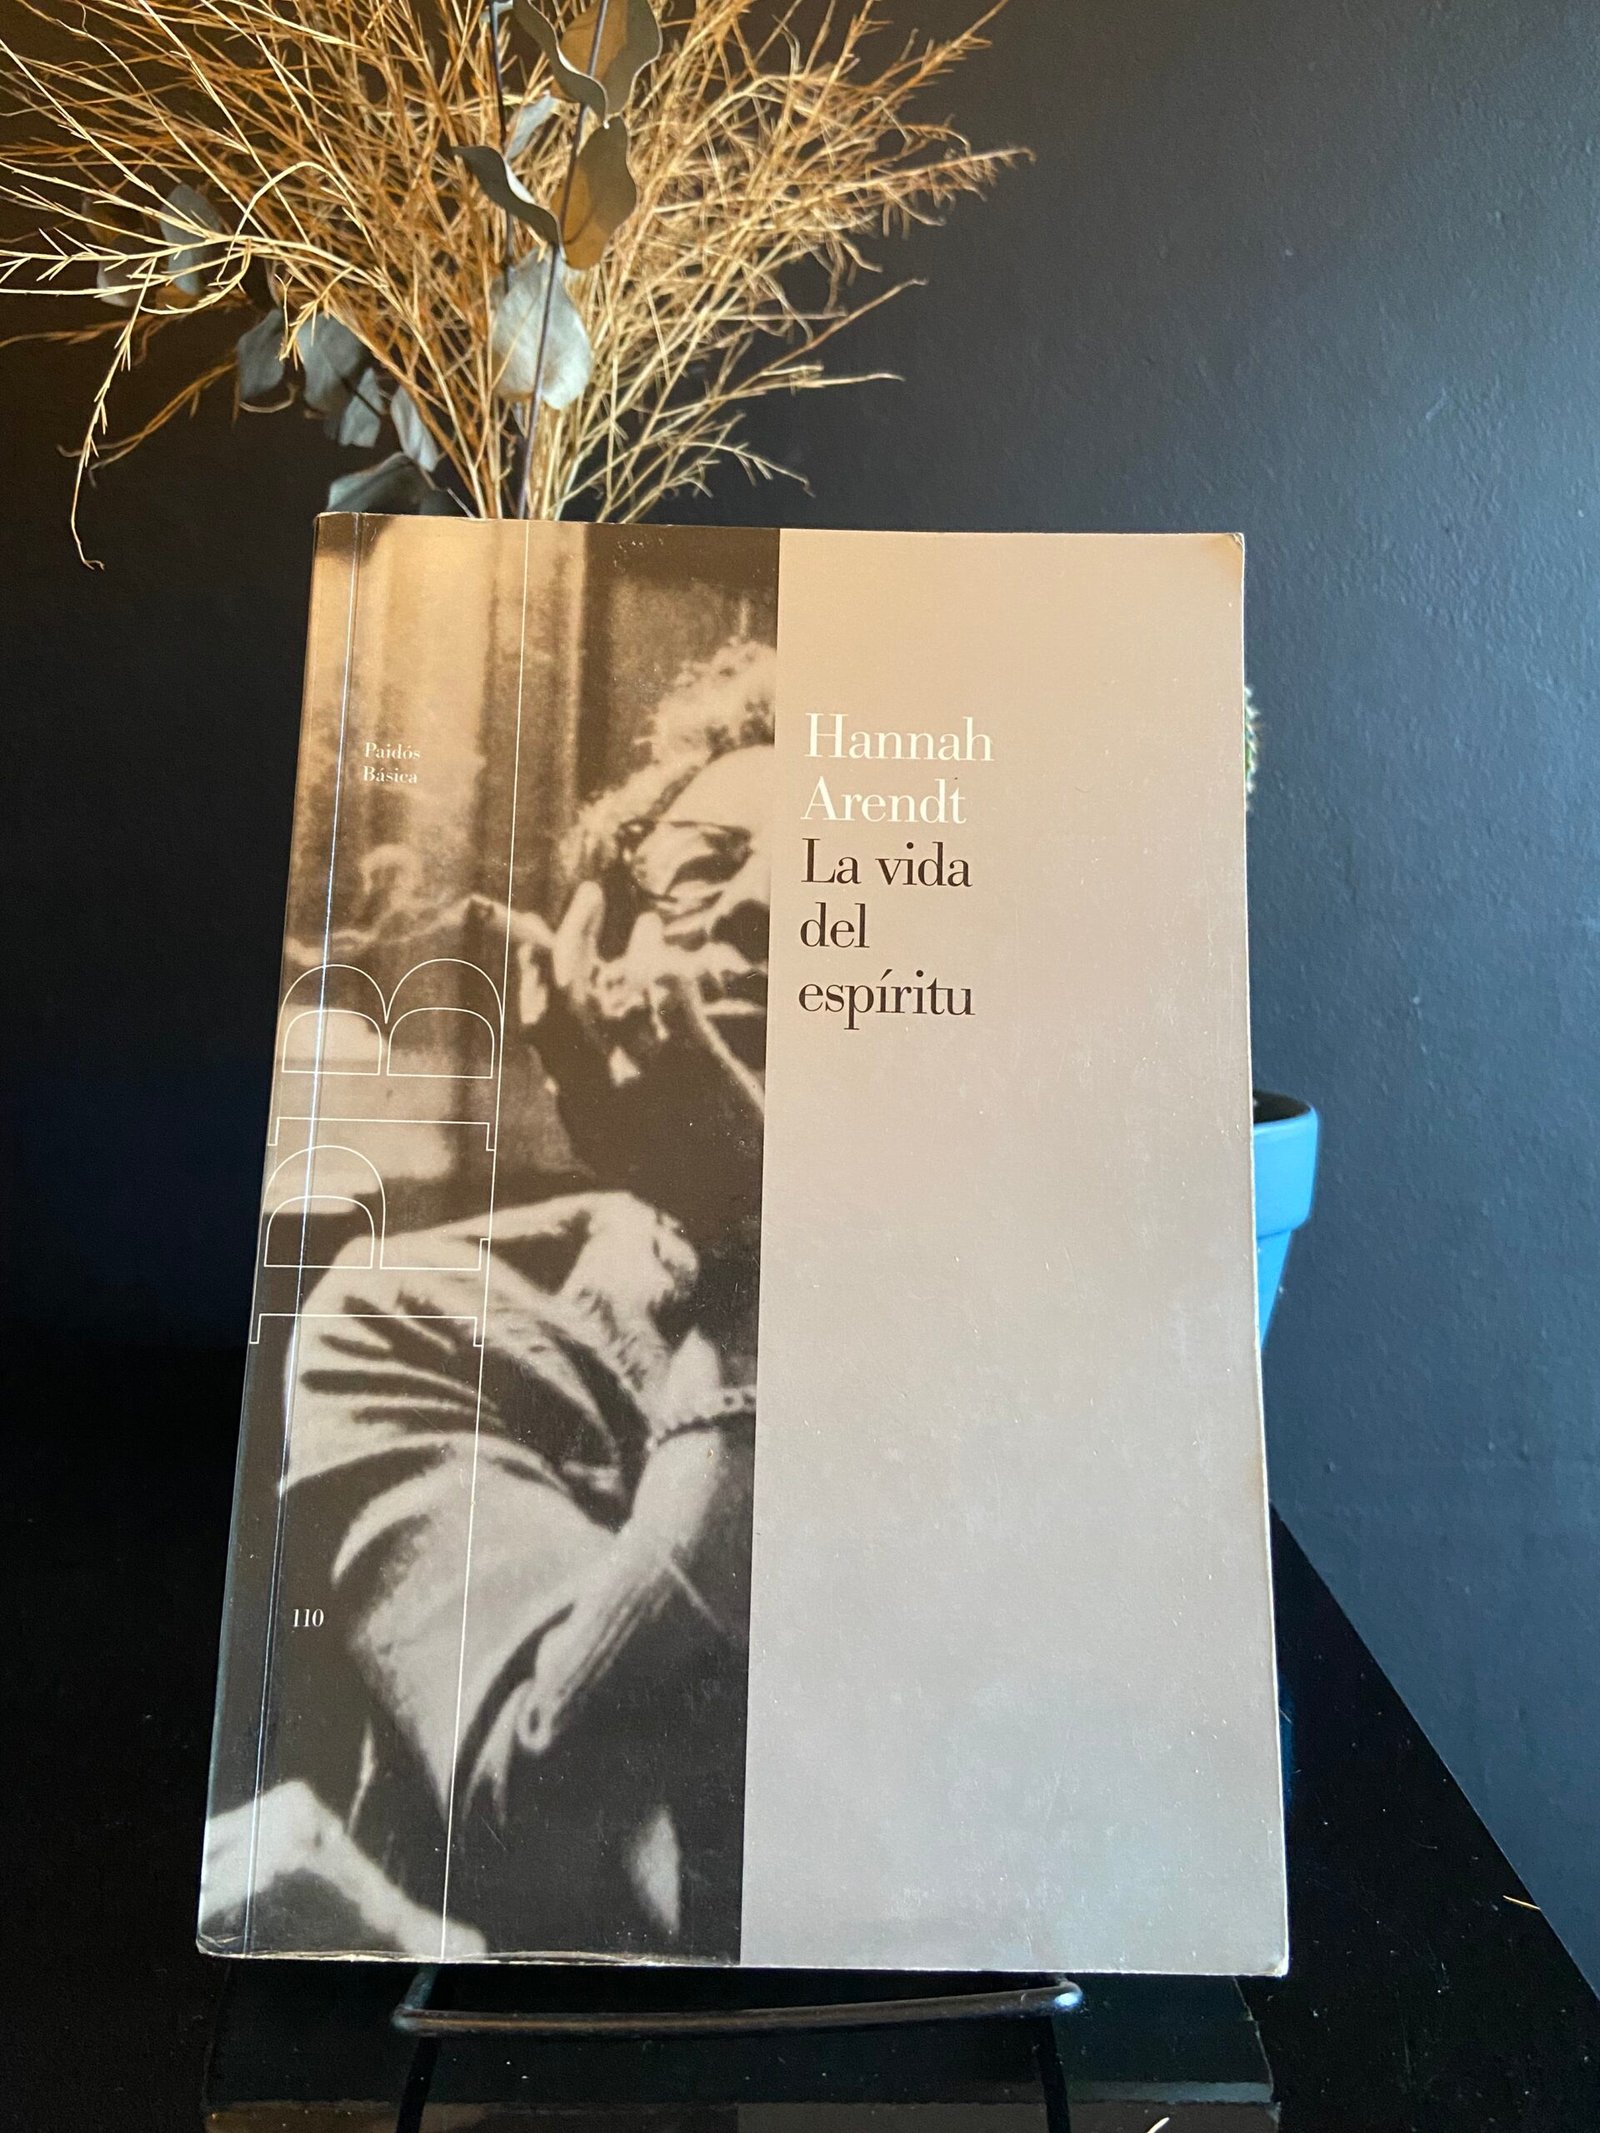 Paidós
Básica
Hannah
Arendt
La vida
del
espíritu
PB
110